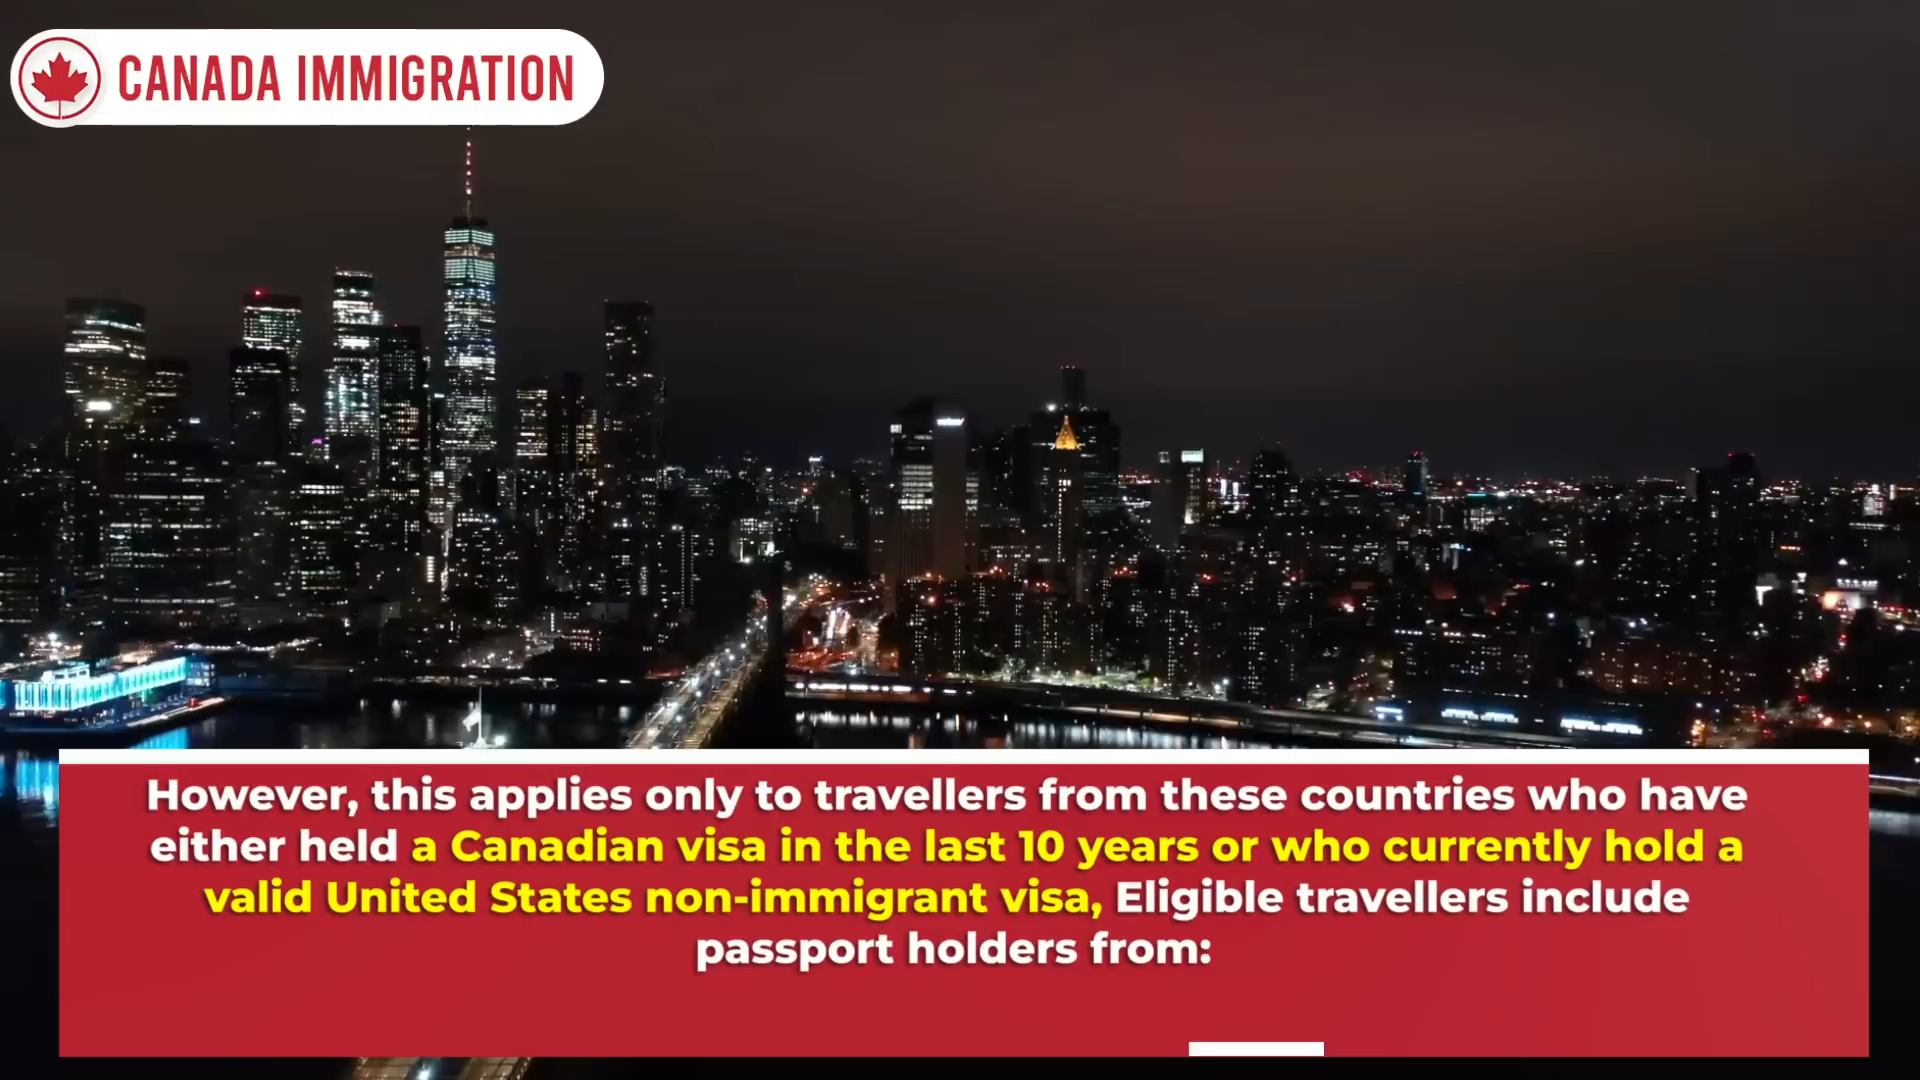 CANADA IMMIGRATION
However, this applies only to travellers from these countries who have
either held a Canadian visa in the last 10 years or who currently hold a
valid United States non-immigrant visa, Eligible travellers include
passport holders from: